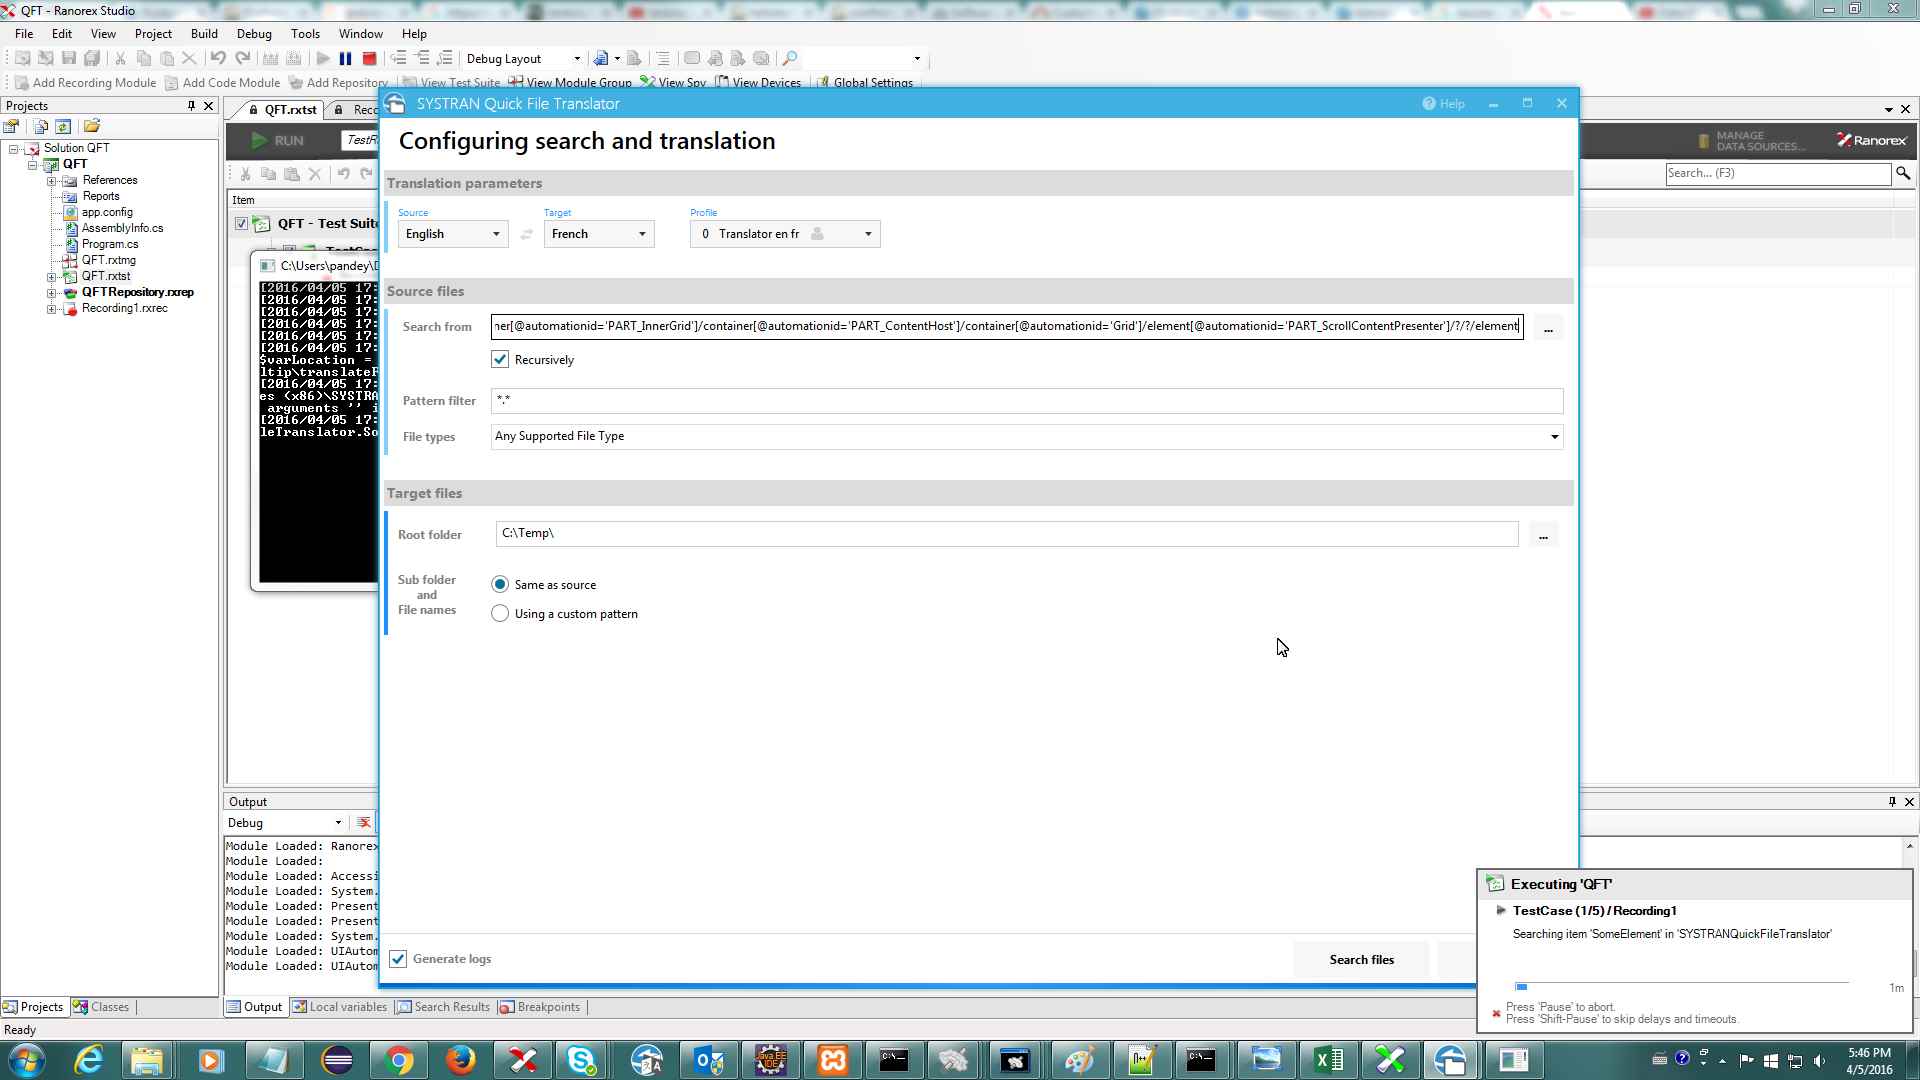 QFT - Ranorex Studio
File Edit View Project Build Debug Tools Window Help
Debug Layout
Add Recording Module Add Code Module Add Repository View Test Suite View Module Group View Spy View Devices Global Settings
Projects
Solution QFT
QFT
References
Reports
app.config
AssemblyInfo.cs
Program.cs
QFT.rxtmg
QFT.rxtst
QFTRepository.rxrep
Recording1.rxrec
QFT.rxtst Reco
RUN TestR
MANAGE
DATA SOURCES...
Ranorex
Search... (F3)
Item
QFT - Test Suite
C:\Users\pandey\D
[2016/04/05 17:
[2016/04/05 17:
[2016/04/05 17:
[2016/04/05 17:
[2016/04/05 17:
[2016/04/05 17:
$varLocation =
ltip\translateF
[2016/04/05 17:
es (x86)\SYSTRA
arguments '' i
[2016/04/05 17:
leTranslator.So
SYSTRAN Quick File Translator
Help
Configuring search and translation
Translation parameters
Source Target Profile
English French 0 Translator en fr
Source files
Search from ner[@automationid='PART_InnerGrid']/container[@automationid='PART_ContentHost']/container[@automationid='Grid']/element[@automationid='PART_ScrollContentPresenter']/?/?/element ...
Recursively
Pattern filter *.*
File types Any Supported File Type
Target files
Root folder C:\Temp\ ...
Sub folder
and
File names
Same as source
Using a custom pattern
Generate logs
Search files
Output
Debug
Module Loaded: Ranorex
Module Loaded:
Module Loaded: Accessi
Module Loaded: System.
Module Loaded: Present
Module Loaded: Present
Module Loaded: System.
Module Loaded: UIAutom
Module Loaded: UIAutom
Executing 'QFT'
TestCase (1/5) / Recording1
Searching item 'SomeElement' in 'SYSTRANQuickFileTranslator'
1m
Press 'Pause' to abort.
Press 'Shift-Pause' to skip delays and timeouts.
Projects Classes
Output Local variables Search Results Breakpoints
Ready
5:46 PM
4/5/2016